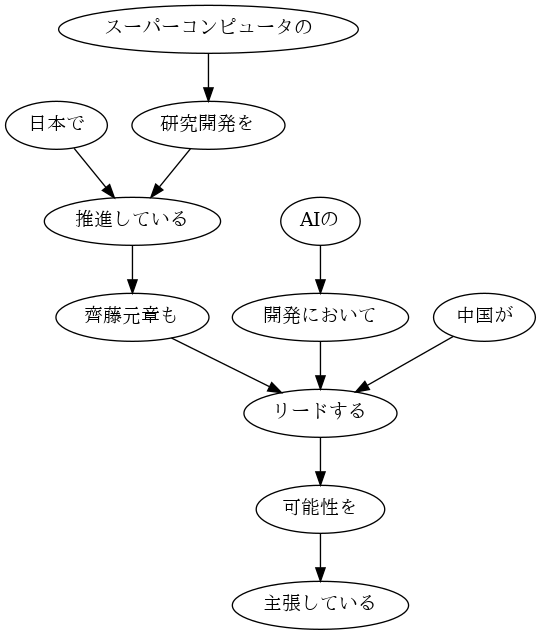 スーパーコンピュータの
日本で
研究開発を
推進している
AIの
齊藤元章も
開発において
中国が
リードする
可能性を
主張している